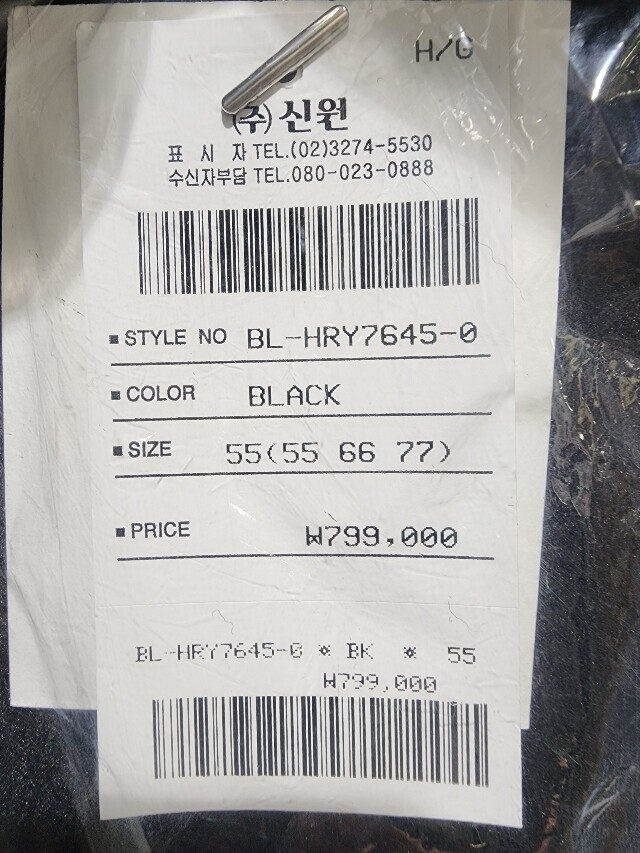 H/G
(주)신원
표 시 자 TEL.(02)3274-5530
수신자부담 TEL.080-023-0888
■ STYLE NO BL-HRY7645-0
■ COLOR BLACK
■ SIZE 55(55 66 77)
■ PRICE ₩799,000
BL-HRY7645-0 * BK * 55
₩799,000